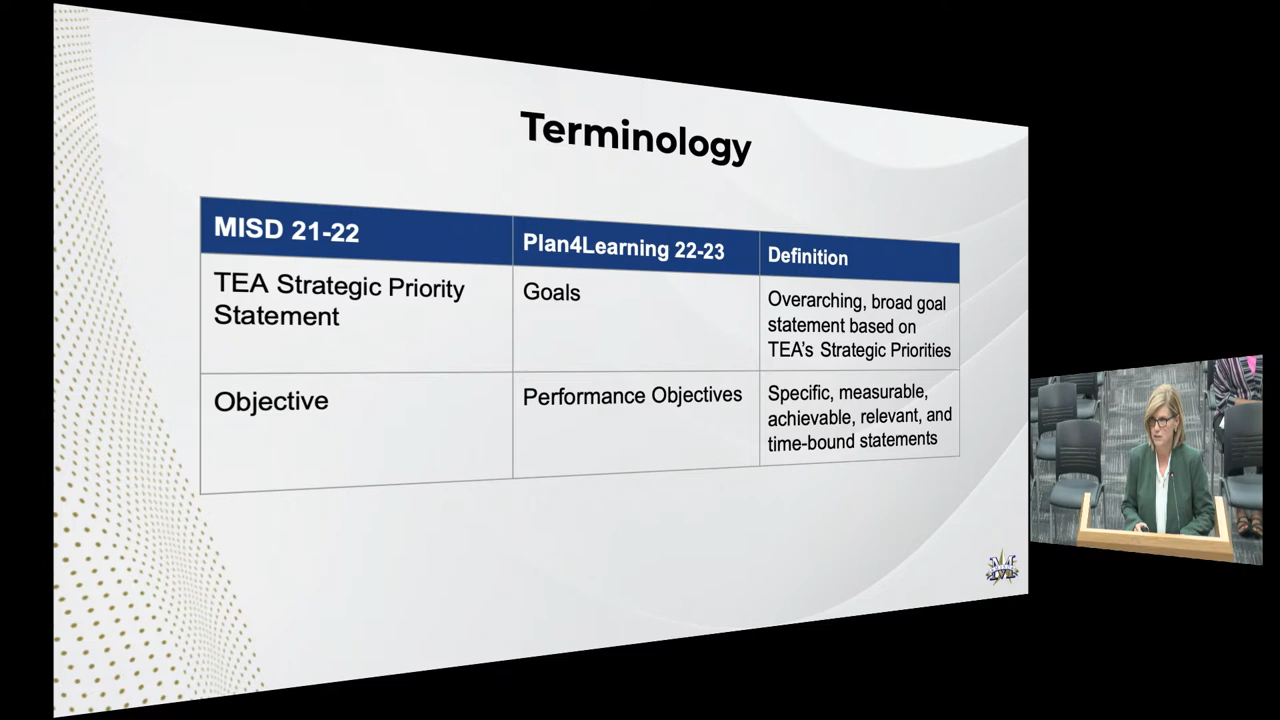 Terminology
MISD 21-22
Plan4Learning 22-23
Definition
TEA Strategic Priority
Statement
Goals
Overarching, broad goal
statement based on
TEA's Strategic Priorities
Objective
Performance Objectives
Specific, measurable,
achievable, relevant, and
time-bound statements